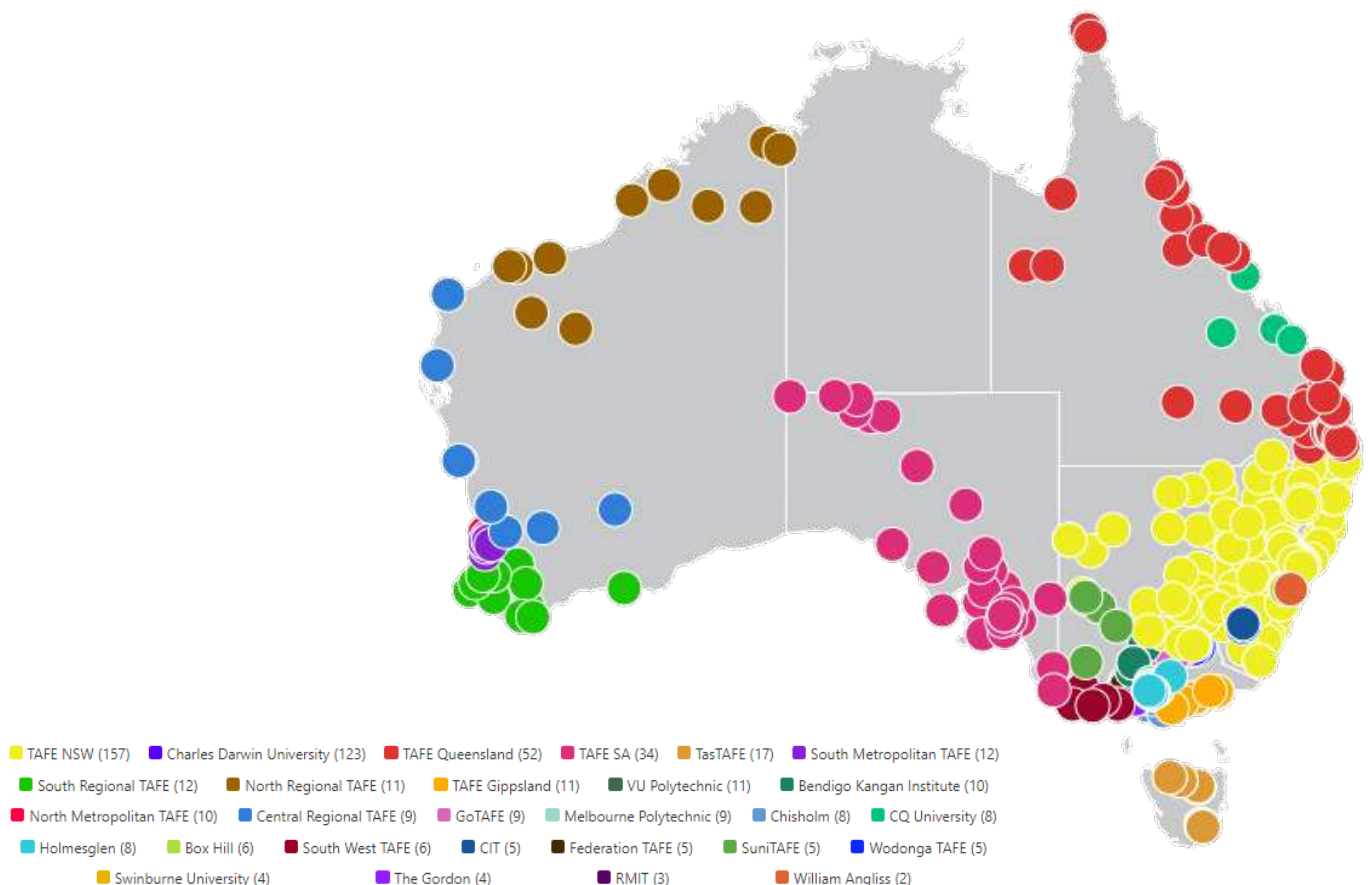 TAFE NSW (157) Charles Darwin University (123) TAFE Queensland (52) TAFE SA (34) TasTAFE (17) South Metropolitan TAFE (12)
South Regional TAFE (12) North Regional TAFE (11) TAFE Gippsland (11) VU Polytechnic (11) Bendigo Kangan Institute (10)
North Metropolitan TAFE (10) Central Regional TAFE (9) GoTAFE (9) Melbourne Polytechnic (9) Chisholm (8) CQ University (8)
Holmesglen (8) Box Hill (6) South West TAFE (6) CIT (5) Federation TAFE (5) SuniTAFE (5) Wodonga TAFE (5)
Swinburne University (4) The Gordon (4) RMIT (3) William Angliss (2)